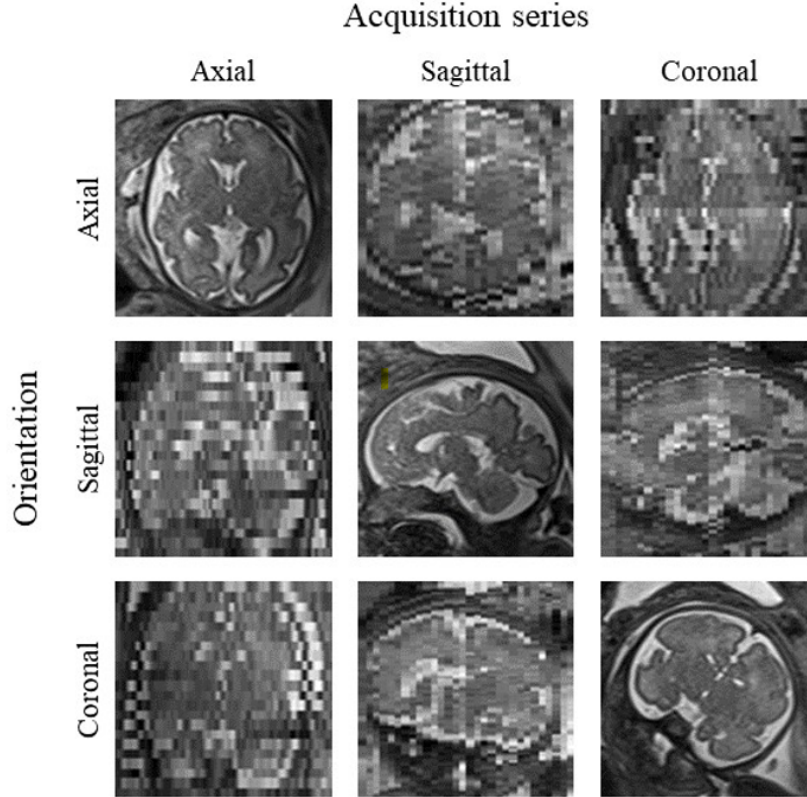 Acquisition series
Axial
Sagittal
Coronal
Orientation
Axial
Sagittal
Coronal